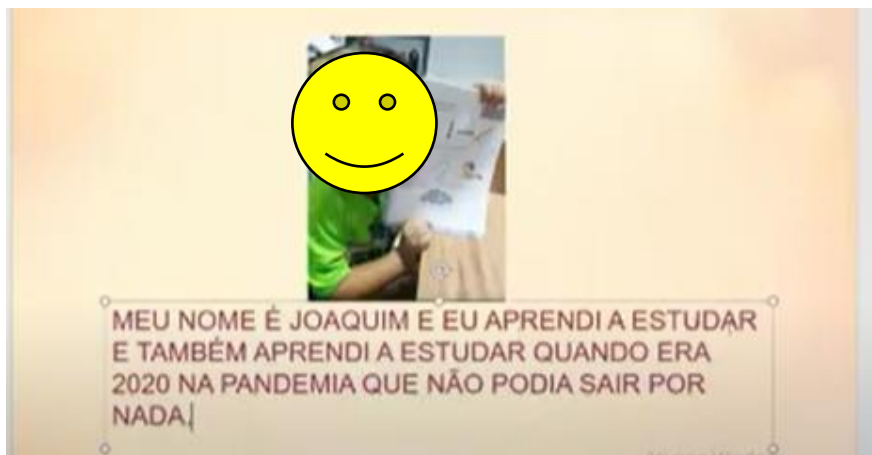 MEU NOME É JOAQUIM E EU APRENDI A ESTUDAR
E TAMBÉM APRENDI A ESTUDAR QUANDO ERA
2020 NA PANDEMIA QUE NÃO PODIA SAIR POR
NADA.